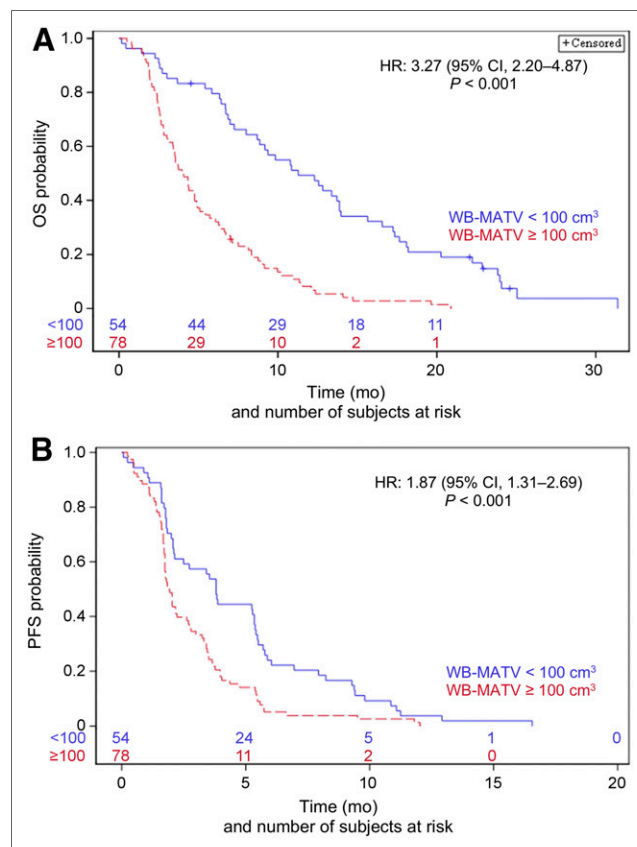 A
+ Censored
HR: 3.27 (95% CI, 2.20–4.87)
P < 0.001
OS probability
1.0
0.8
0.6
0.4
0.2
0
WB-MATV < 100 cm³
WB-MATV ≥ 100 cm³
<100 54 44 29 18 11
≥100 78 29 10 2 1
0 10 20 30
Time (mo)
and number of subjects at risk
B
HR: 1.87 (95% CI, 1.31–2.69)
P < 0.001
PFS probability
1.0
0.8
0.6
0.4
0.2
0
WB-MATV < 100 cm³
WB-MATV ≥ 100 cm³
<100 54 24 5 1 0
≥100 78 11 2 0
0 5 10 15 20
Time (mo)
and number of subjects at risk